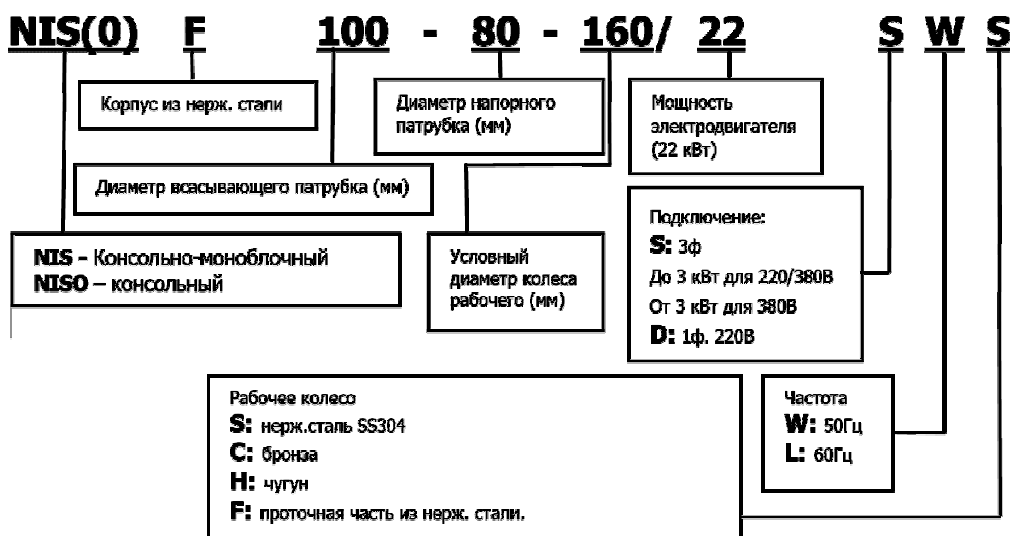 NIS(0) F 100 - 80 - 160/ 22 S W S
Корпус из нерж. стали
Диаметр напорного
патрубка (мм)
Мощность
электродвигателя
(22 кВт)
Диаметр всасывающего патрубка (мм)
NIS - Консольно-моноблочный
NISO – консольный
Условный
диаметр колеса
рабочего (мм)
Подключение:
S: 3ф
До 3 кВт для 220/380В
От 3 кВт для 380В
D: 1ф. 220В
Рабочее колесо
S: нерж.сталь SS304
C: бронза
H: чугун
F: проточная часть из нерж. стали.
Частота
W: 50Гц
L: 60Гц